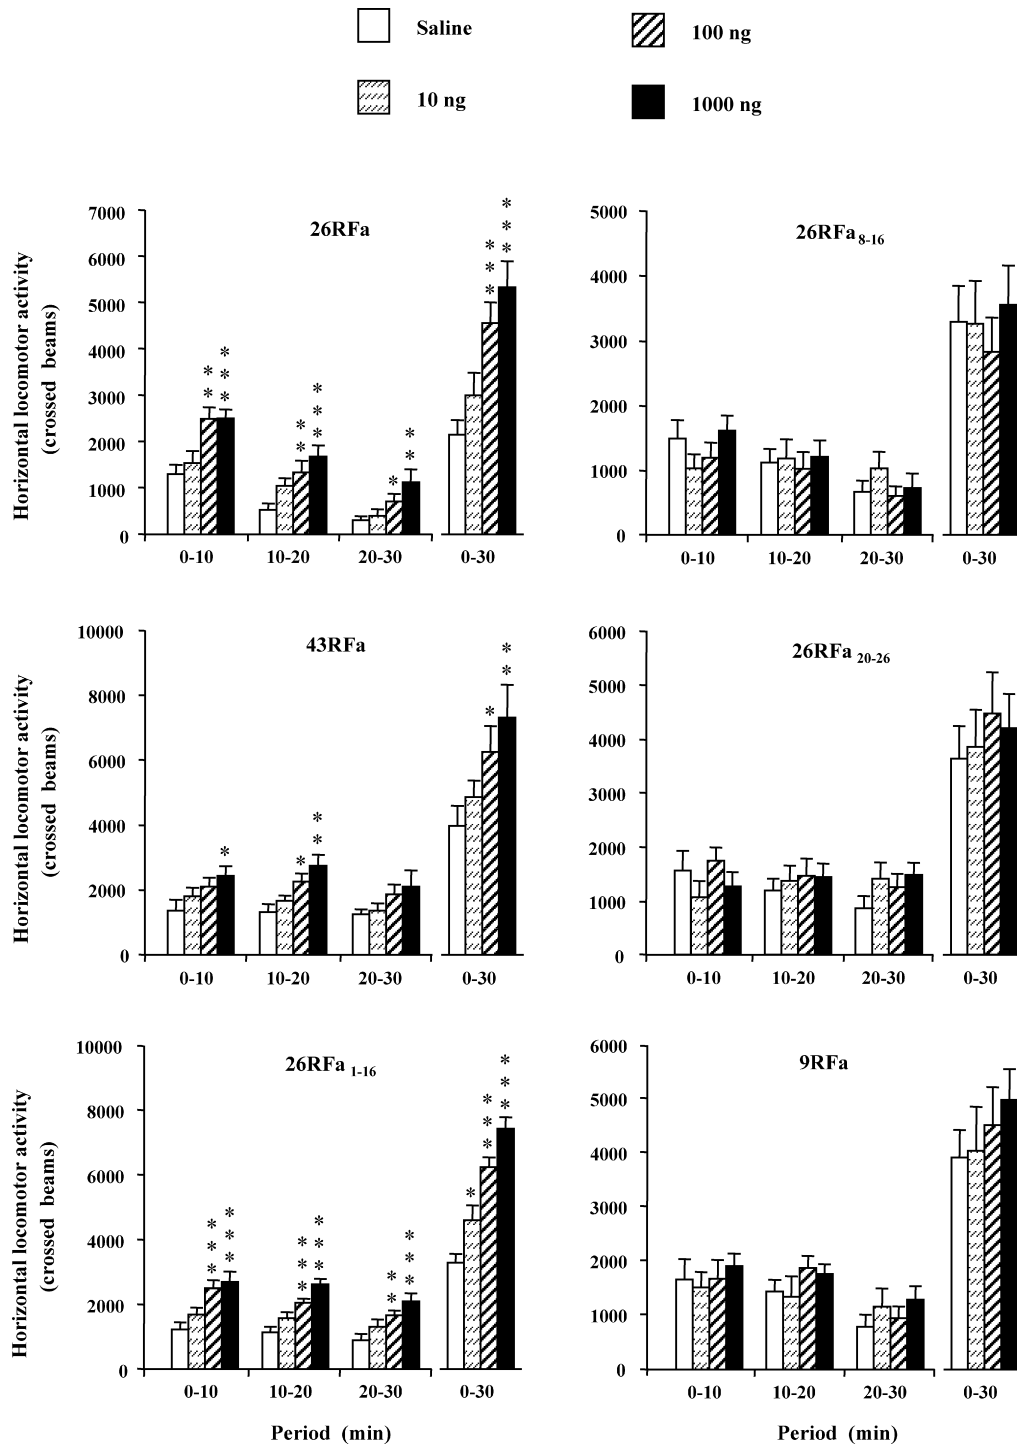 Saline
100 ng
10 ng
1000 ng
26RFa
Horizontal locomotor activity
(crossed beams)
7000
6000
5000
4000
3000
2000
1000
0
** *** ** *** * ** *** ***
0-10 10-20 20-30 0-30
26RFa 8-16
5000
4000
3000
2000
1000
0
0-10 10-20 20-30 0-30
43RFa
Horizontal locomotor activity
(crossed beams)
10000
8000
6000
4000
2000
0
* * ** * **
0-10 10-20 20-30 0-30
26RFa 20-26
6000
5000
4000
3000
2000
1000
0
0-10 10-20 20-30 0-30
26RFa 1-16
Horizontal locomotor activity
(crossed beams)
10000
8000
6000
4000
2000
0
*** *** *** *** ** *** * *** ***
0-10 10-20 20-30 0-30
Period (min)
9RFa
6000
5000
4000
3000
2000
1000
0
0-10 10-20 20-30 0-30
Period (min)